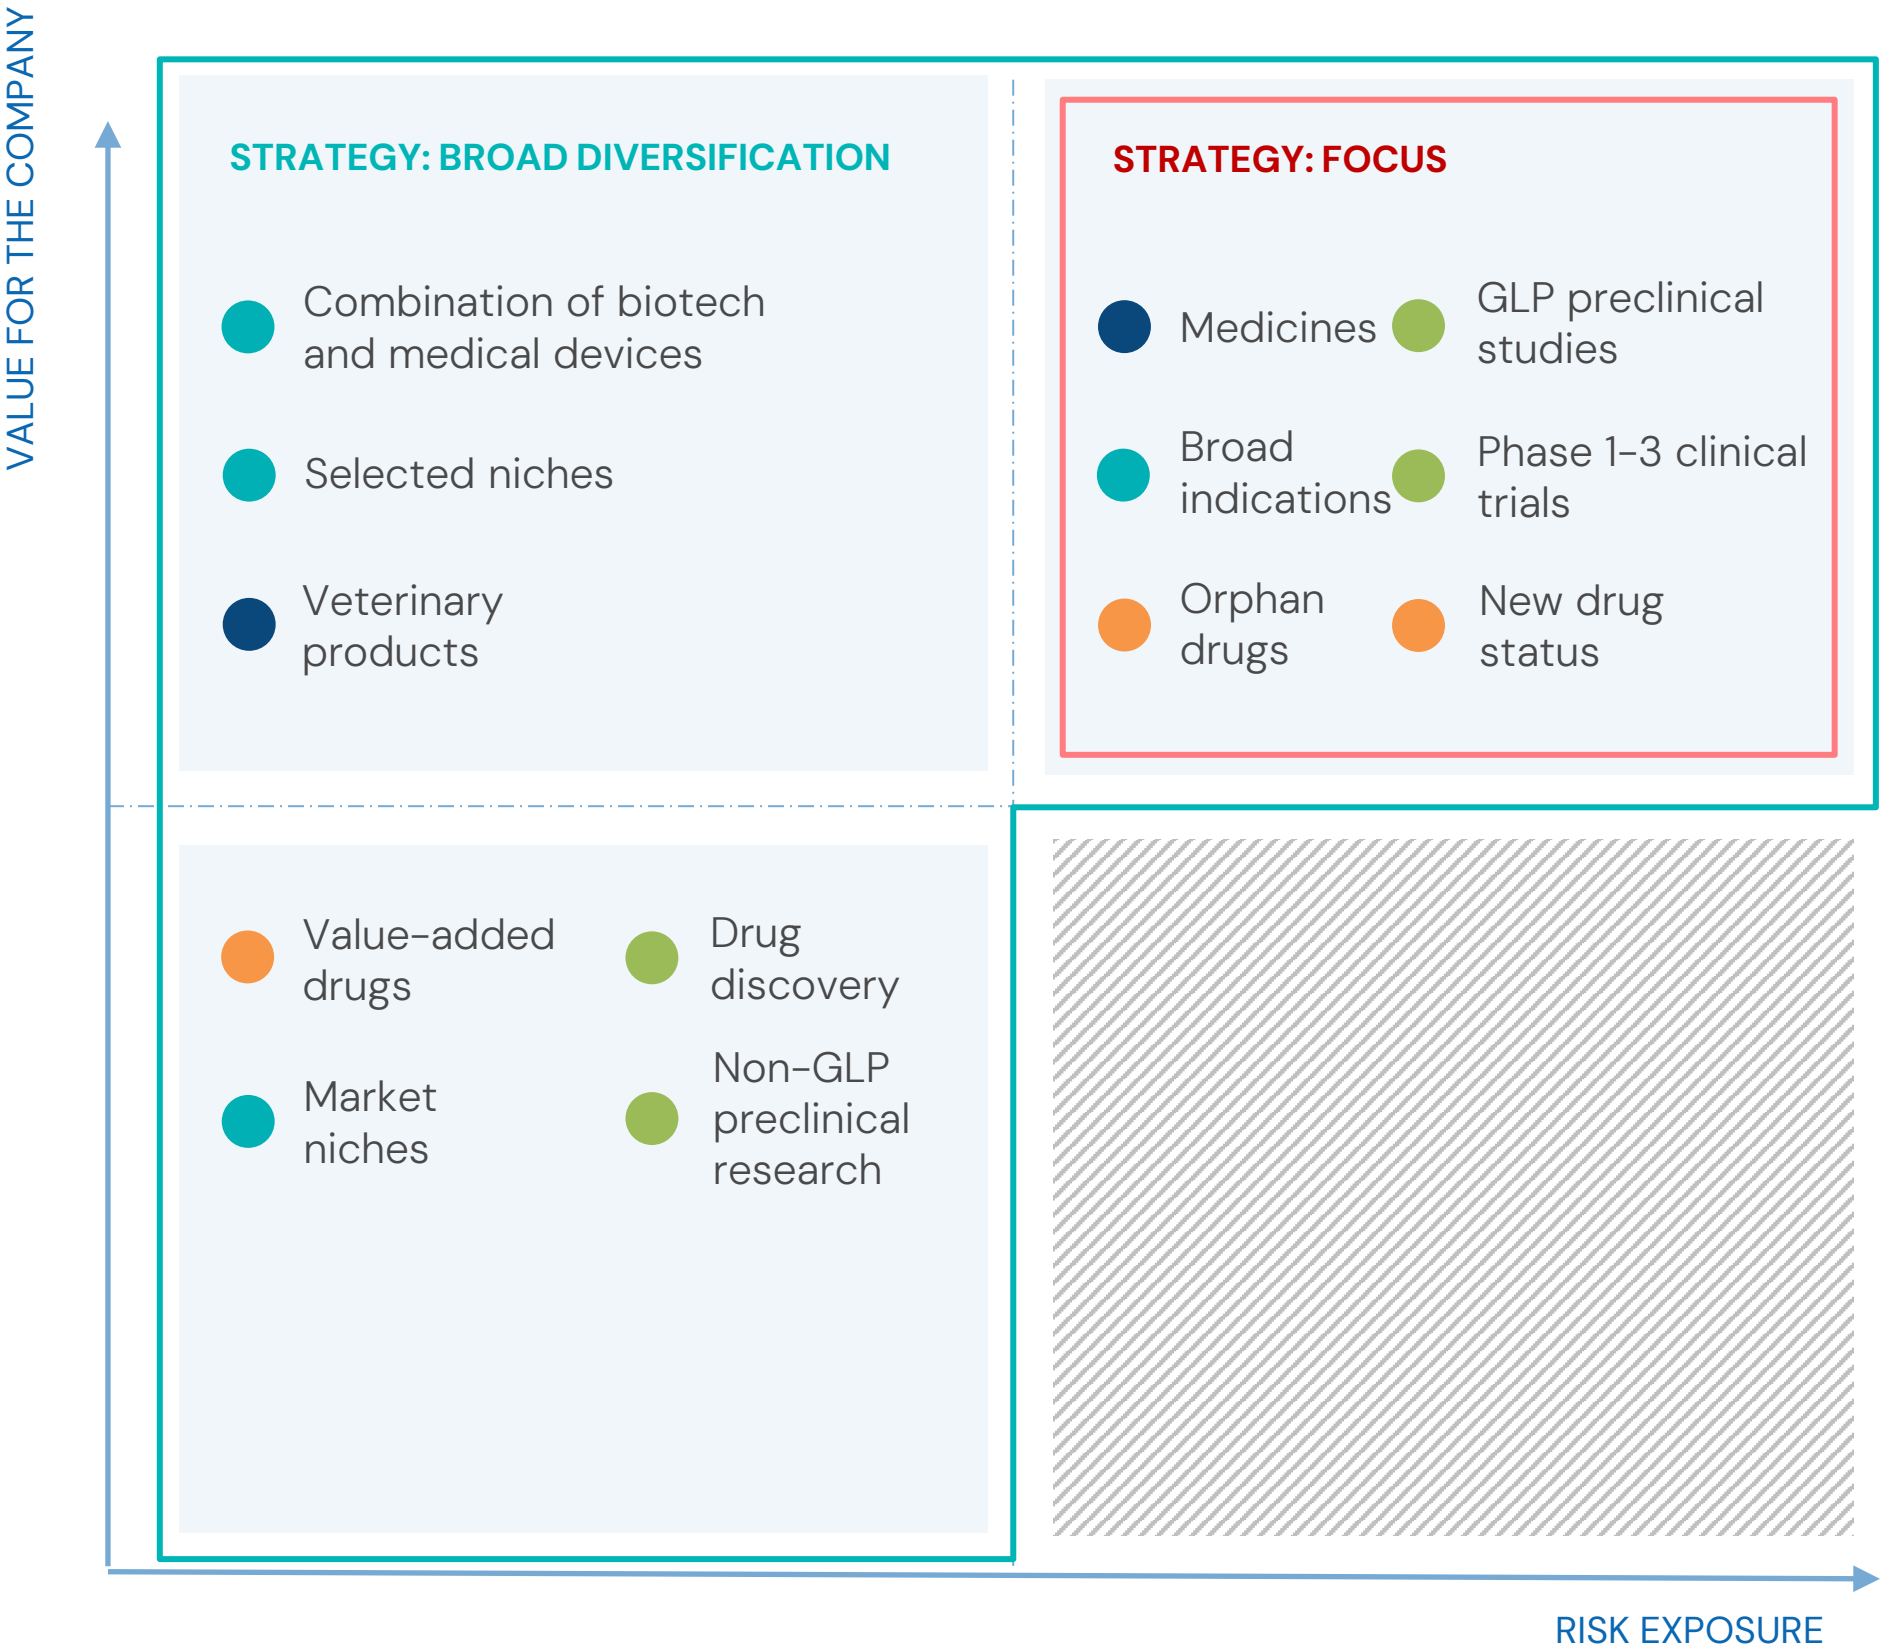 VALUE FOR THE COMPANY
STRATEGY: BROAD DIVERSIFICATION
Combination of biotech
and medical devices
Selected niches
Veterinary
products
STRATEGY: FOCUS
Medicines
Broad
indications
Orphan
drugs
GLP preclinical
studies
Phase 1-3 clinical
trials
New drug
status
Value-added
drugs
Market
niches
Drug
discovery
Non-GLP
preclinical
research
RISK EXPOSURE